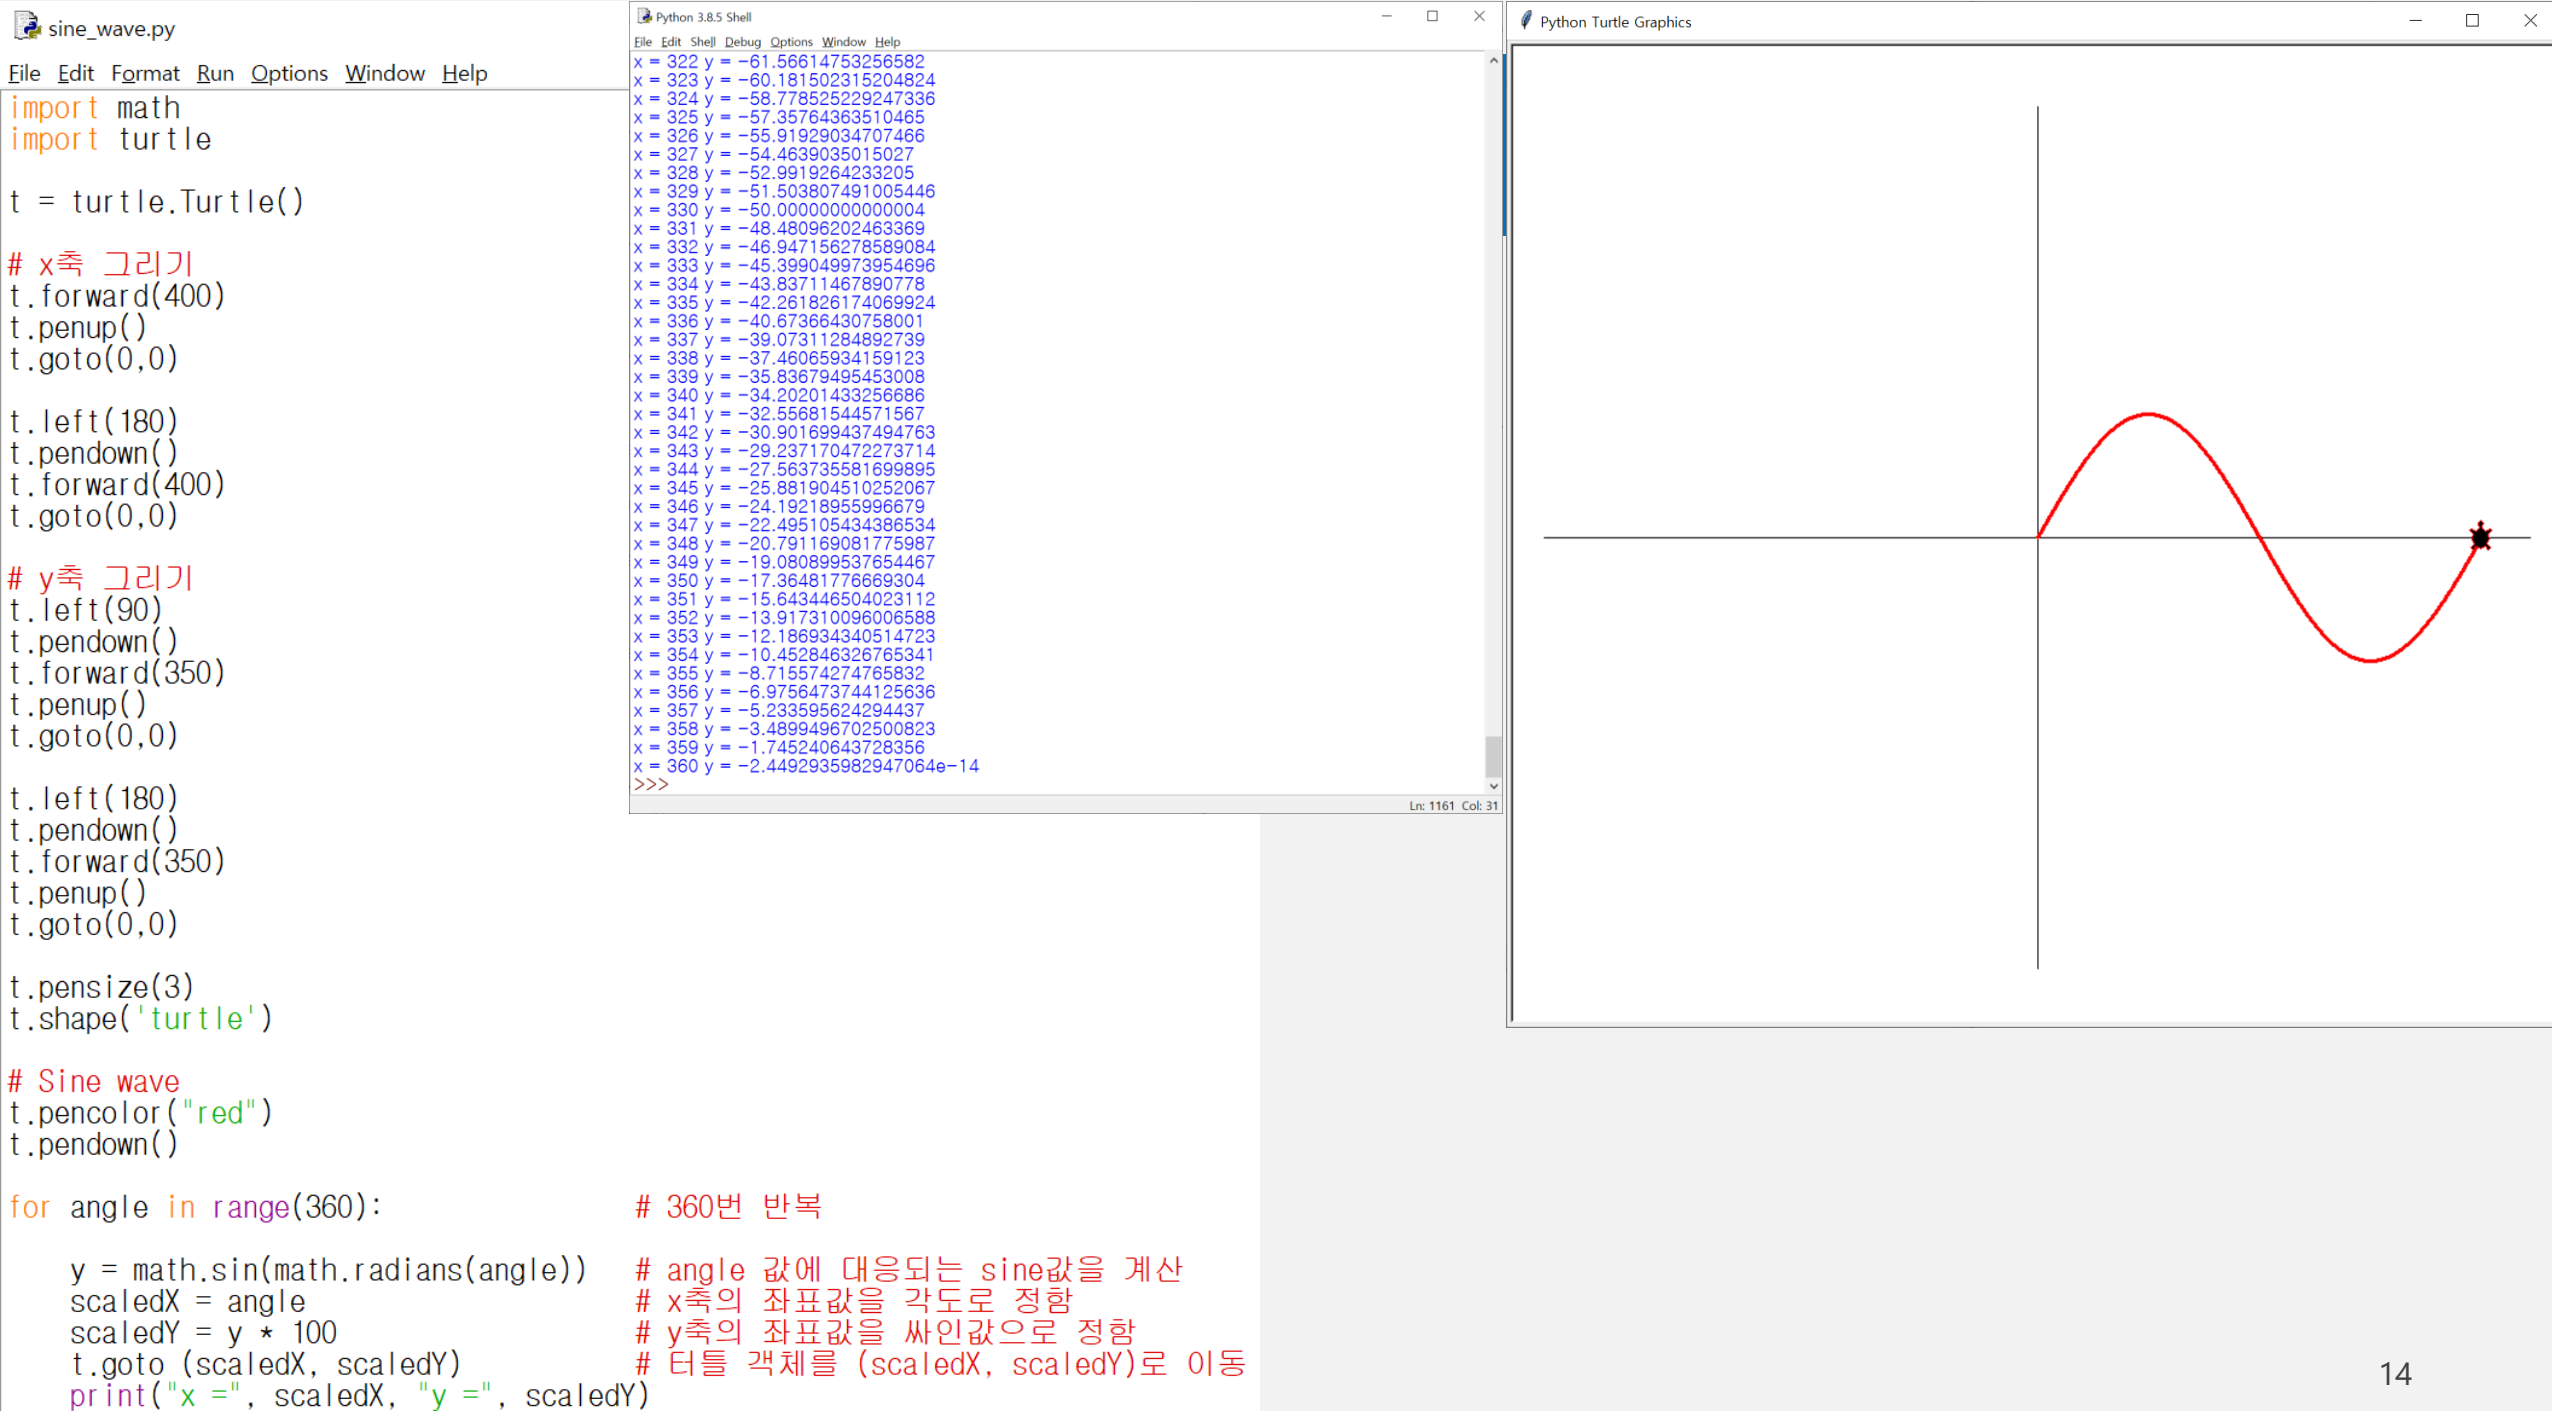 sine_wave.py
File Edit Format Run Options Window Help
import math
import turtle
t = turtle.Turtle()
# x축 그리기
t.forward(400)
t.penup()
t.goto(0,0)
t.left(180)
t.pendown()
t.forward(400)
t.goto(0,0)
# y축 그리기
t.left(90)
t.pendown()
t.forward(350)
t.penup()
t.goto(0,0)
t.left(180)
t.pendown()
t.forward(350)
t.penup()
t.goto(0,0)
t.pensize(3)
t.shape('turtle')
# Sine wave
t.pencolor("red")
t.pendown()
for angle in range(360): # 360번 반복
y = math.sin(math.radians(angle)) # angle 값에 대응되는 sine값을 계산
scaledX = angle # x축의 좌표값을 각도로 정함
scaledY = y * 100 # y축의 좌표값을 싸인값으로 정함
t.goto (scaledX, scaledY) # 터틀 객체를 (scaledX, scaledY)로 이동
print("x =", scaledX, "y =", scaledY)
Python 3.8.5 Shell
File Edit Shell Debug Options Window Help
x = 322 y = -61.56614753256582
x = 323 y = -60.181502315204824
x = 324 y = -58.778525229247336
x = 325 y = -57.35764363510465
x = 326 y = -55.91929034707466
x = 327 y = -54.4639035015027
x = 328 y = -52.9919264233205
x = 329 y = -51.503807491005446
x = 330 y = -50.00000000000004
x = 331 y = -48.48096202463369
x = 332 y = -46.947156278589084
x = 333 y = -45.399049973954696
x = 334 y = -43.83711467890778
x = 335 y = -42.261826174069924
x = 336 y = -40.67366430758001
x = 337 y = -39.07311284892739
x = 338 y = -37.46065934159123
x = 339 y = -35.83679495453008
x = 340 y = -34.20201433256686
x = 341 y = -32.55681544571567
x = 342 y = -30.901699437494763
x = 343 y = -29.237170472273714
x = 344 y = -27.563735581699895
x = 345 y = -25.881904510252067
x = 346 y = -24.19218955996679
x = 347 y = -22.495105434386534
x = 348 y = -20.791169081775987
x = 349 y = -19.080899537654467
x = 350 y = -17.36481776669304
x = 351 y = -15.643446504023112
x = 352 y = -13.917310096006588
x = 353 y = -12.186934340514723
x = 354 y = -10.452846326765341
x = 355 y = -8.715574274765832
x = 356 y = -6.9756473744125636
x = 357 y = -5.233595624294437
x = 358 y = -3.4899496702500823
x = 359 y = -1.745240643728356
x = 360 y = -2.4492935982947064e-14
>>>
Ln: 1161 Col: 31
Python Turtle Graphics
14